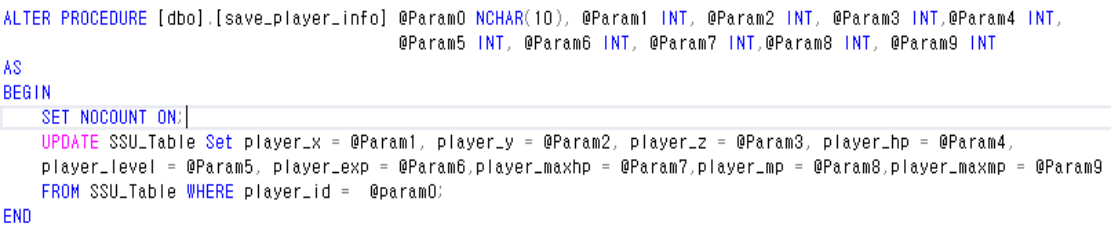 ALTER PROCEDURE [dbo].[save_player_info] @Param0 NCHAR(10), @Param1 INT, @Param2 INT, @Param3 INT,@Param4 INT,
@Param5 INT, @Param6 INT, @Param7 INT,@Param8 INT, @Param9 INT
AS
BEGIN
SET NOCOUNT ON;
UPDATE SSU_Table Set player_x = @Param1, player_y = @Param2, player_z = @Param3, player_hp = @Param4,
player_level = @Param5, player_exp = @Param6,player_maxhp = @Param7,player_mp = @Param8,player_maxmp = @Param9
FROM SSU_Table WHERE player_id =  @param0;
END